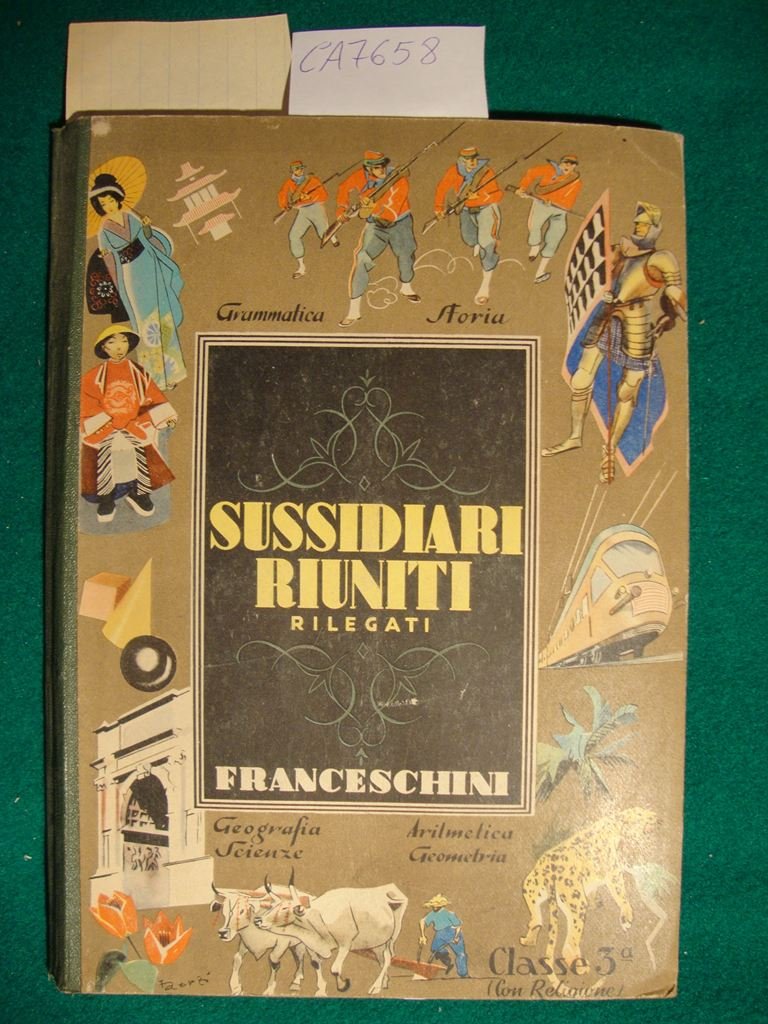 CA7658
Grammatica
Storia
SUSSIDIARI
RIUNITI
RILEGATI
FRANCESCHINI
Geografia
Scienze
Aritmetica
Geometria
Classe 3ª
(Con Religione)